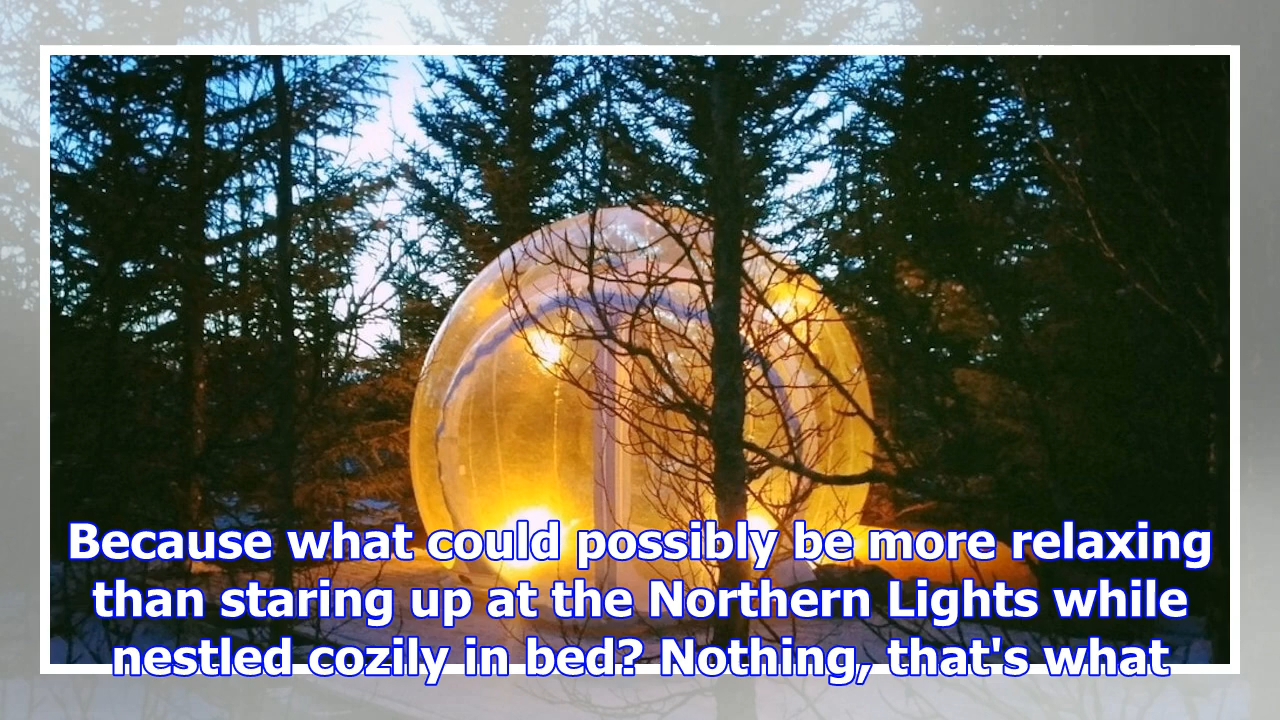 Because what could possibly be more relaxing
than staring up at the Northern Lights while
nestled cozily in bed? Nothing, that's what